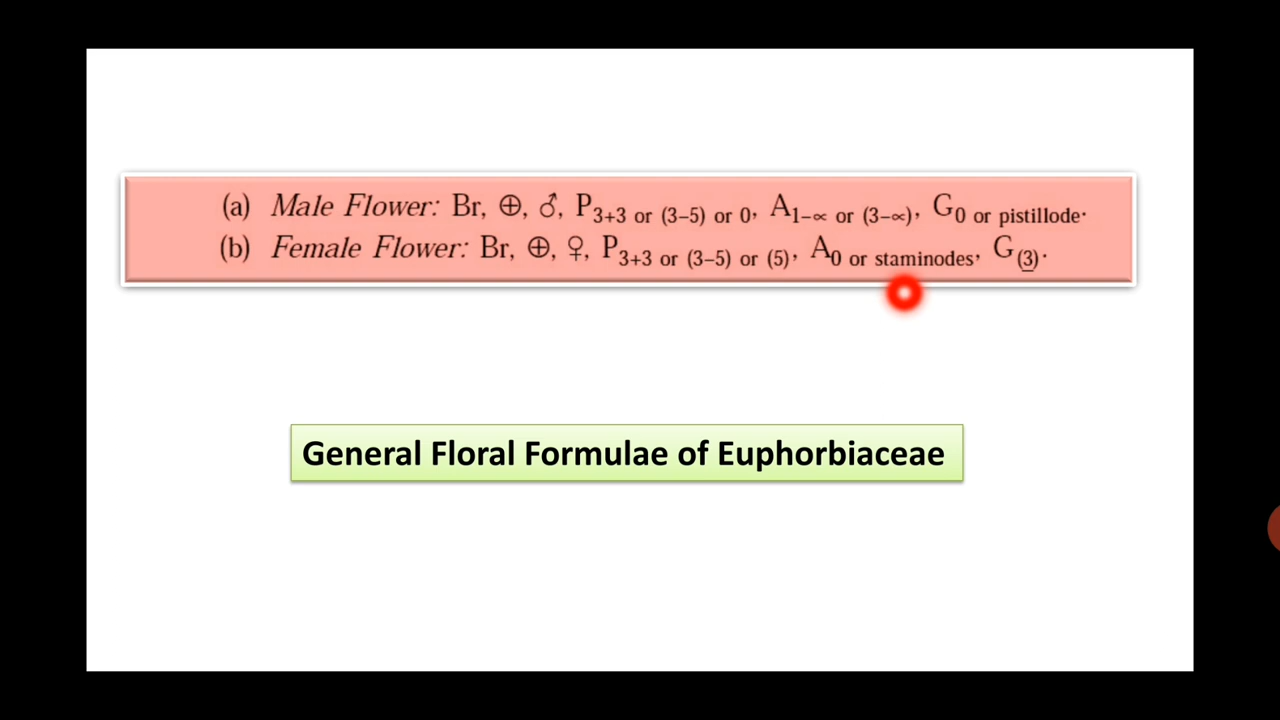 (a) Male Flower: Br, ⊕, ♂, P3+3 or (3–5) or 0, A1–∝ or (3–∝), G0 or pistillode.
(b) Female Flower: Br, ⊕, ♀, P3+3 or (3–5) or (5), A0 or staminodes, G(3).
General Floral Formulae of Euphorbiaceae